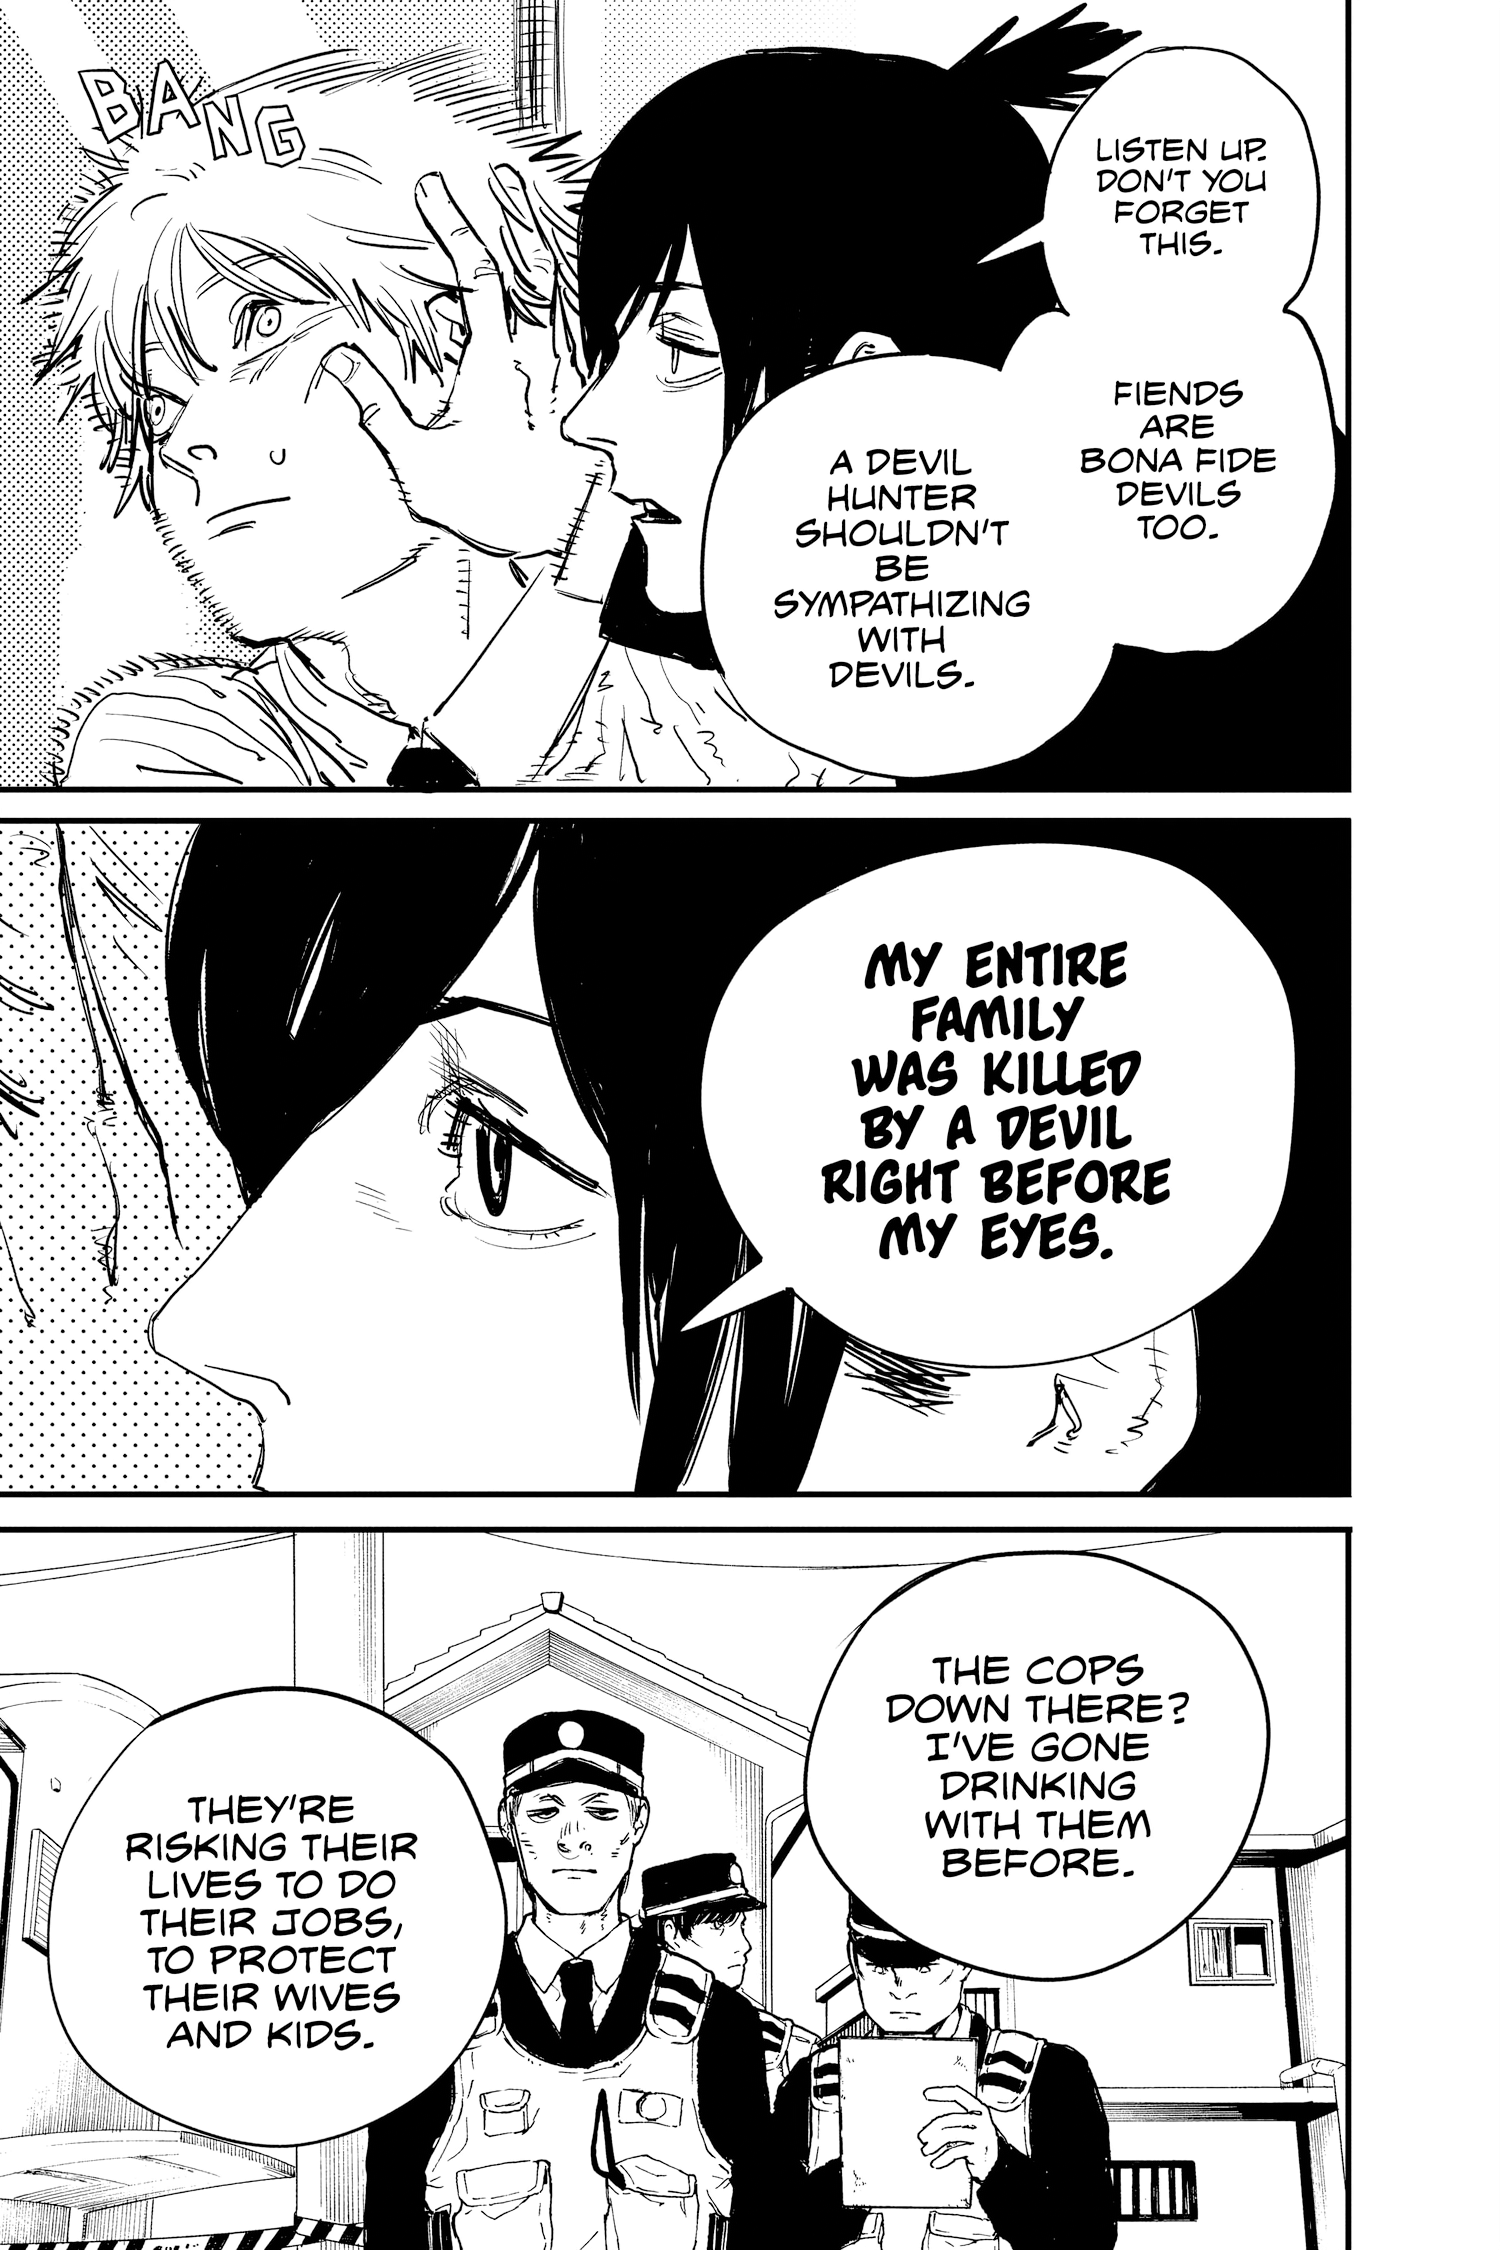 BANG
LISTEN UP.
DON'T YOU
FORGET
THIS.
FIENDS
ARE
BONA FIDE
DEVILS
TOO.
A DEVIL
HUNTER
SHOULDN'T
BE
SYMPATHIZING
WITH
DEVILS.
MY ENTIRE
FAMILY
WAS KILLED
BY A DEVIL
RIGHT BEFORE
MY EYES.
THE COPS
DOWN THERE?
I'VE GONE
DRINKING
WITH THEM
BEFORE.
THEY'RE
RISKING THEIR
LIVES TO DO
THEIR JOBS,
TO PROTECT
THEIR WIVES
AND KIDS.